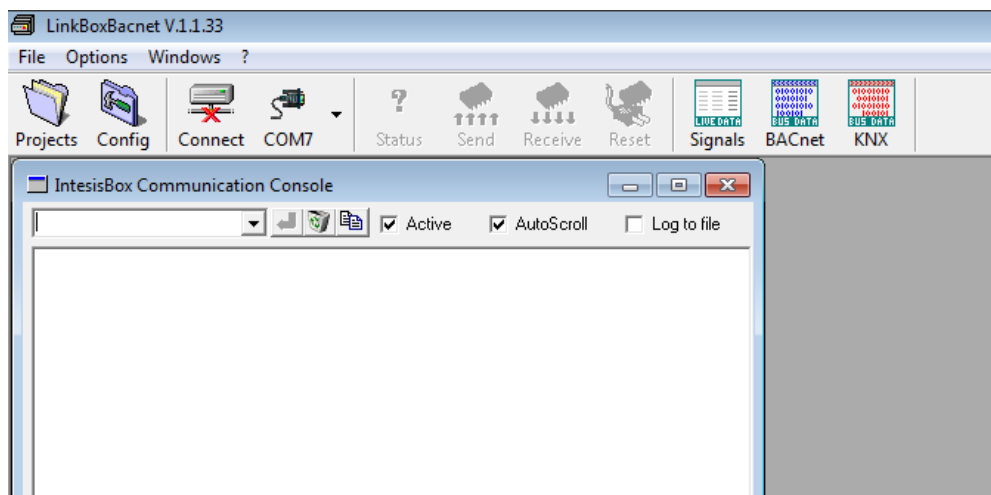 LinkBoxBacnet V.1.1.33
File Options Windows ?
Projects Config Connect COM7 Status Send Receive Reset Signals BACnet KNX
LIVE DATA BUS DATA BUS DATA
IntesisBox Communication Console
Active AutoScroll Log to file